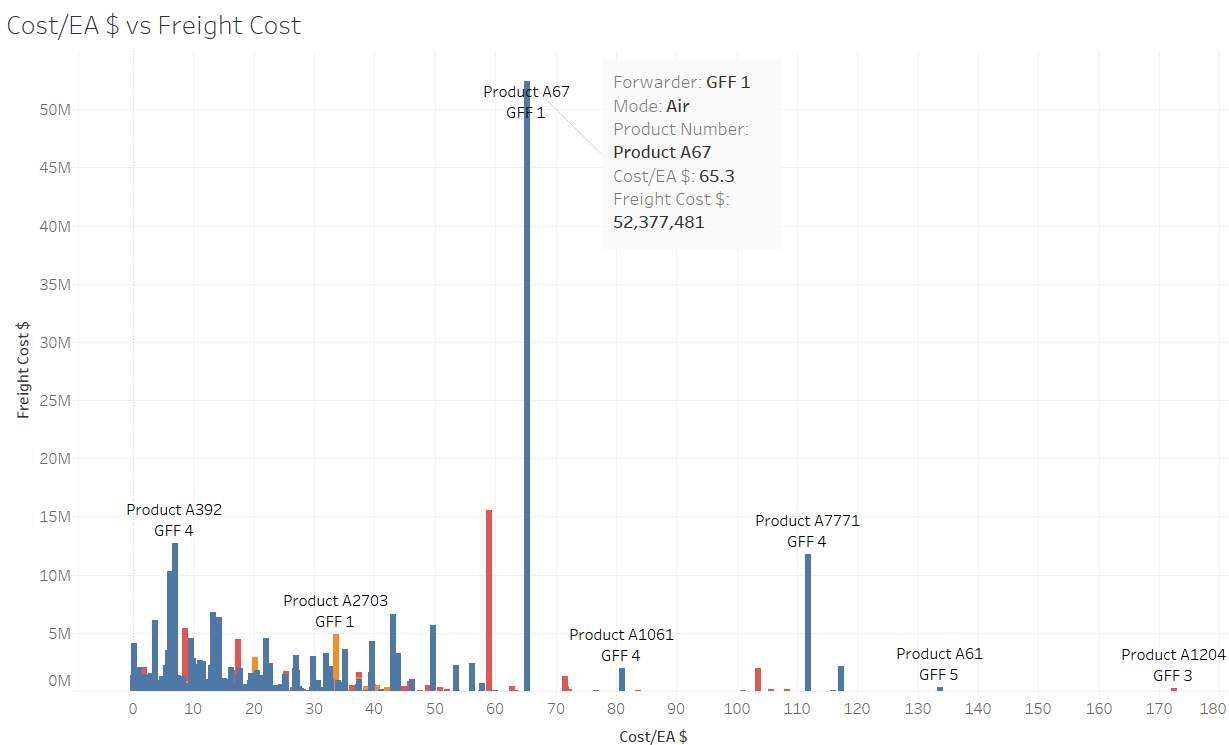 Cost/EA $ vs Freight Cost
Forwarder: GFF 1
Mode: Air
Product Number:
Product A67
Cost/EA $: 65.3
Freight Cost $:
52,377,481
Product A67
GFF 1
Product A392
GFF 4
Product A7771
GFF 4
Product A2703
GFF 1
Product A1061
GFF 4
Product A61
GFF 5
Product A1204
GFF 3
Freight Cost $
50M
45M
40M
35M
30M
25M
20M
15M
10M
5M
0M
0 10 20 30 40 50 60 70 80 90 100 110 120 130 140 150 160 170 180
Cost/EA $